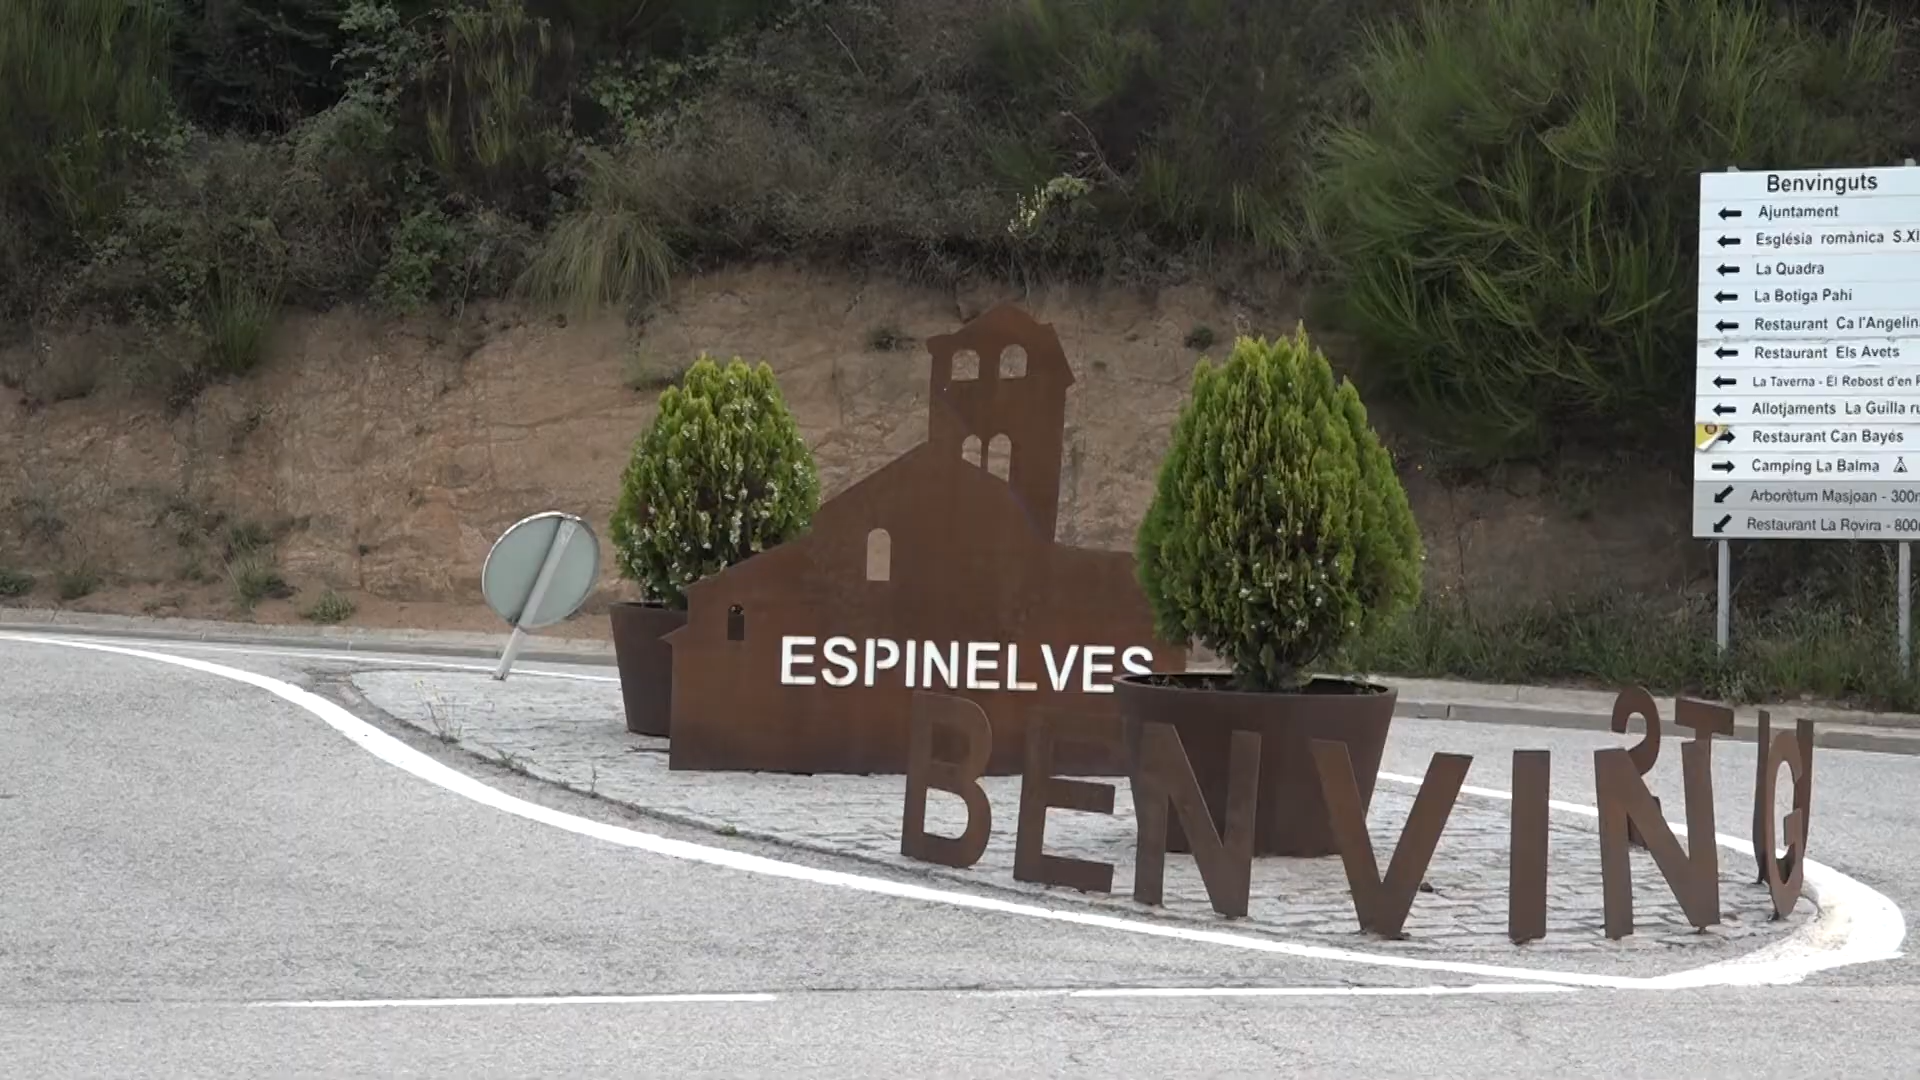 ESPINELVES
BENVINGUTS
Benvinguts
Ajuntament
Església romànica S.XI
La Quadra
La Botiga Pahi
Restaurant Ca l'Angelin
Restaurant Els Avets
La Taverna - El Rebost d'en
Allotjaments La Guilla
Restaurant Can Bayés
Camping La Balma
Arborètum Masjoan - 300
Restaurant La Rovira - 800